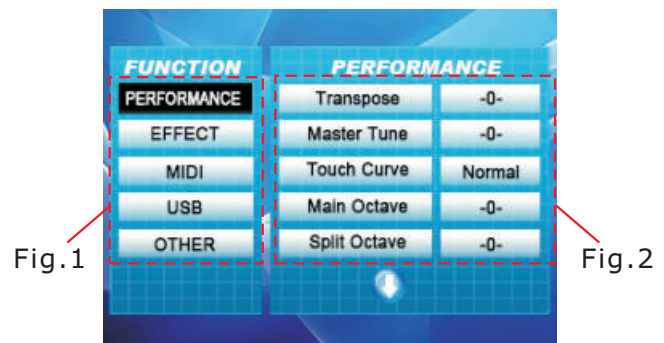 FUNCTION
PERFORMANCE
EFFECT
MIDI
USB
OTHER
PERFORMANCE
Transpose -0-
Master Tune -0-
Touch Curve Normal
Main Octave -0-
Split Octave -0-
Fig.1
Fig.2